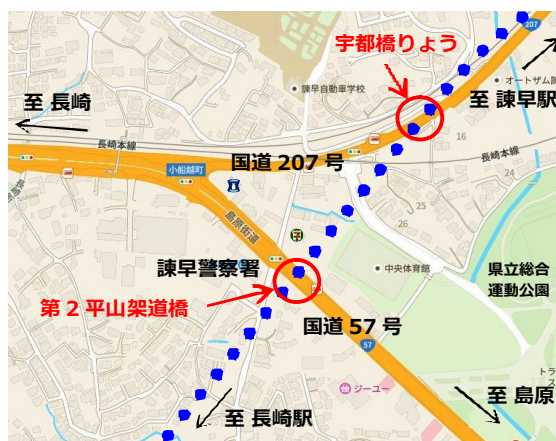 207
宇都橋りょう
オートザム諫
諫早自動車学校
至 長崎
至 諫早駅
16
長崎本線
長崎本線
小船越町
国道 207 号
24
25
26
島原街道
諫早警察署
中央体育館
県立総合
運動公園
第2平山架道橋
国道 57 号
57
トラ
ス
ジーユー
至 島原
至 長崎駅